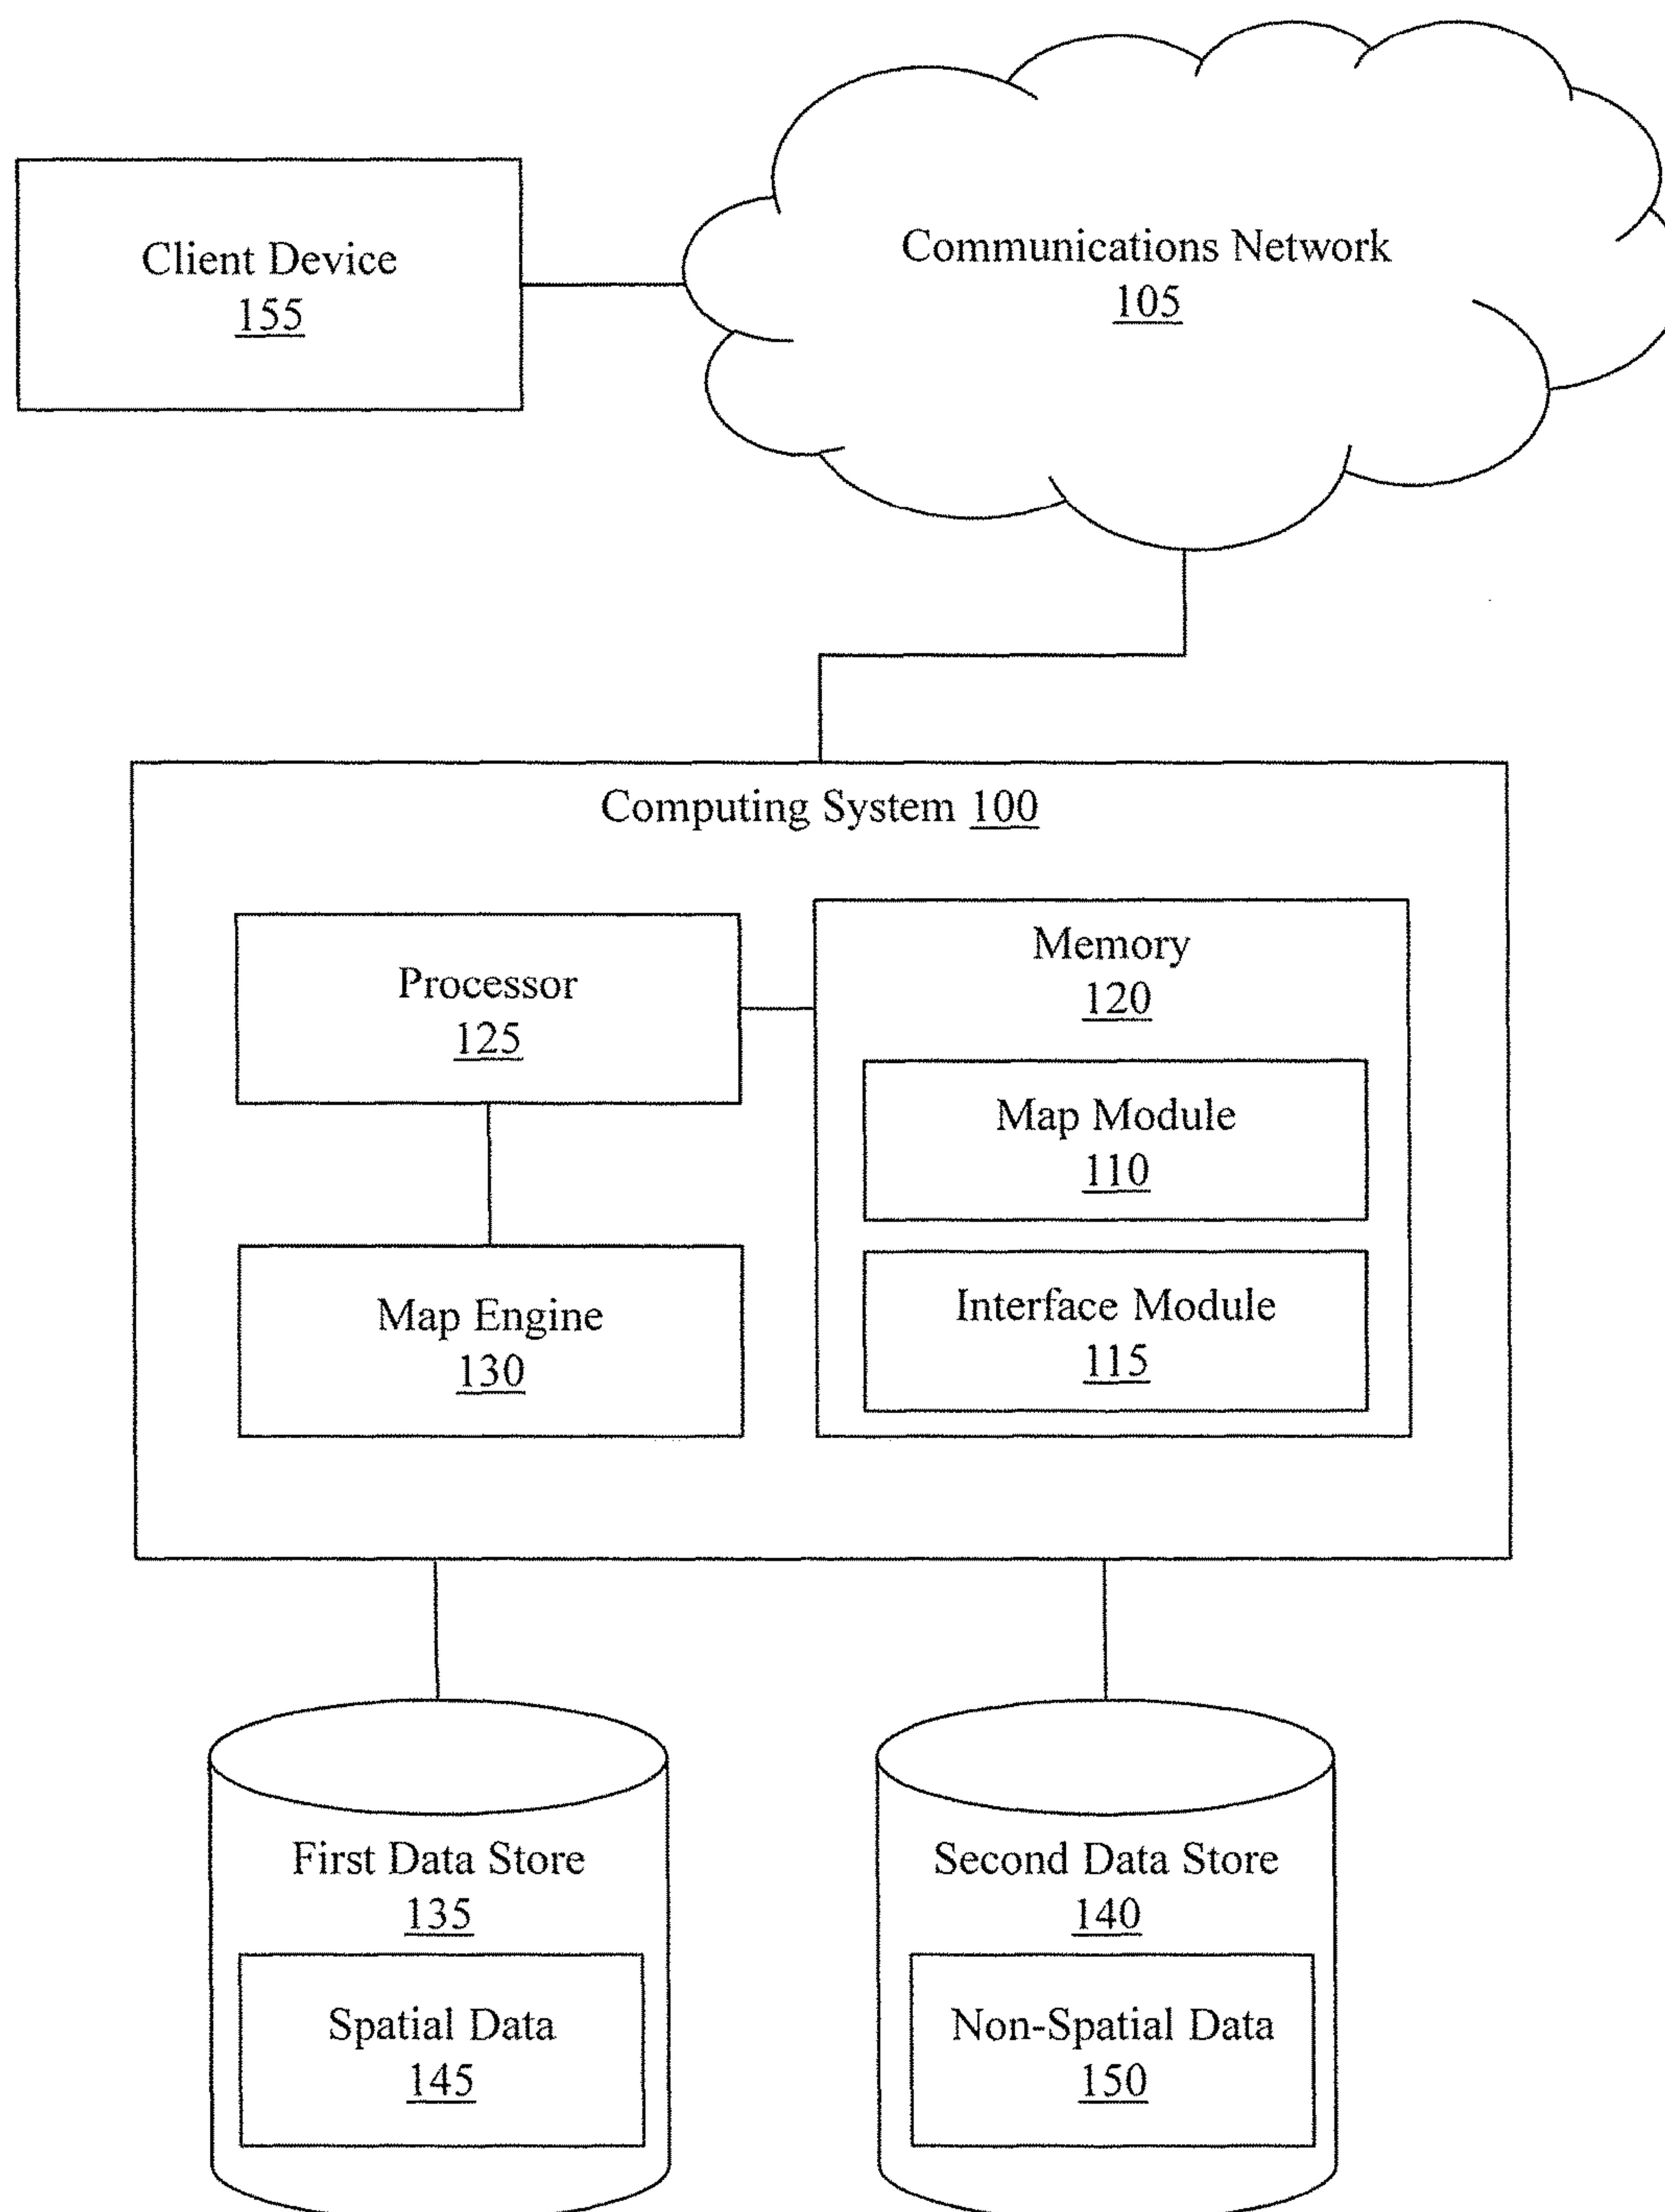 Client Device
155
Communications Network
105
Computing System 100
Processor
125
Memory
120
Map Module
110
Interface Module
115
Map Engine
130
First Data Store
135
Spatial Data
145
Second Data Store
140
Non-Spatial Data
150